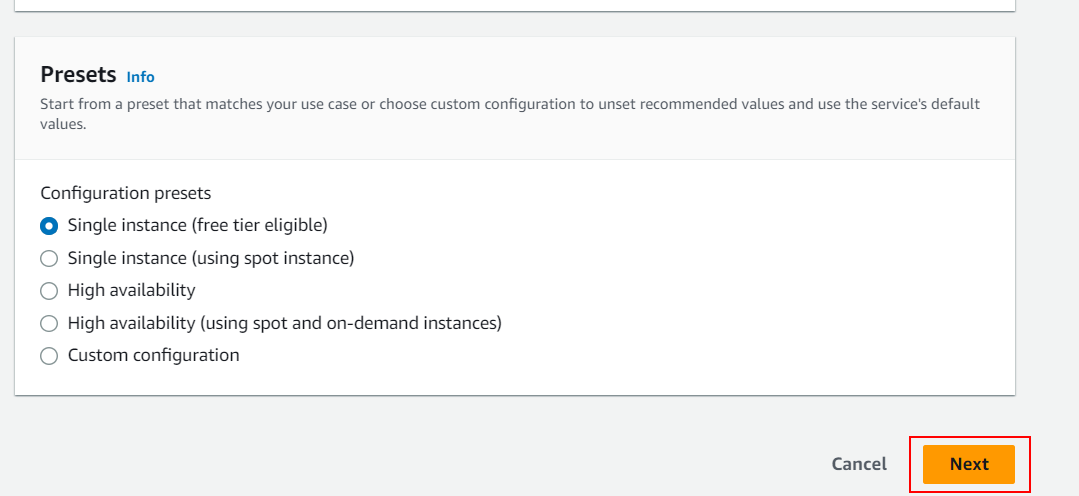 Presets Info
Start from a preset that matches your use case or choose custom configuration to unset recommended values and use the service's default
values.
Configuration presets
Single instance (free tier eligible)
Single instance (using spot instance)
High availability
High availability (using spot and on-demand instances)
Custom configuration
Cancel Next